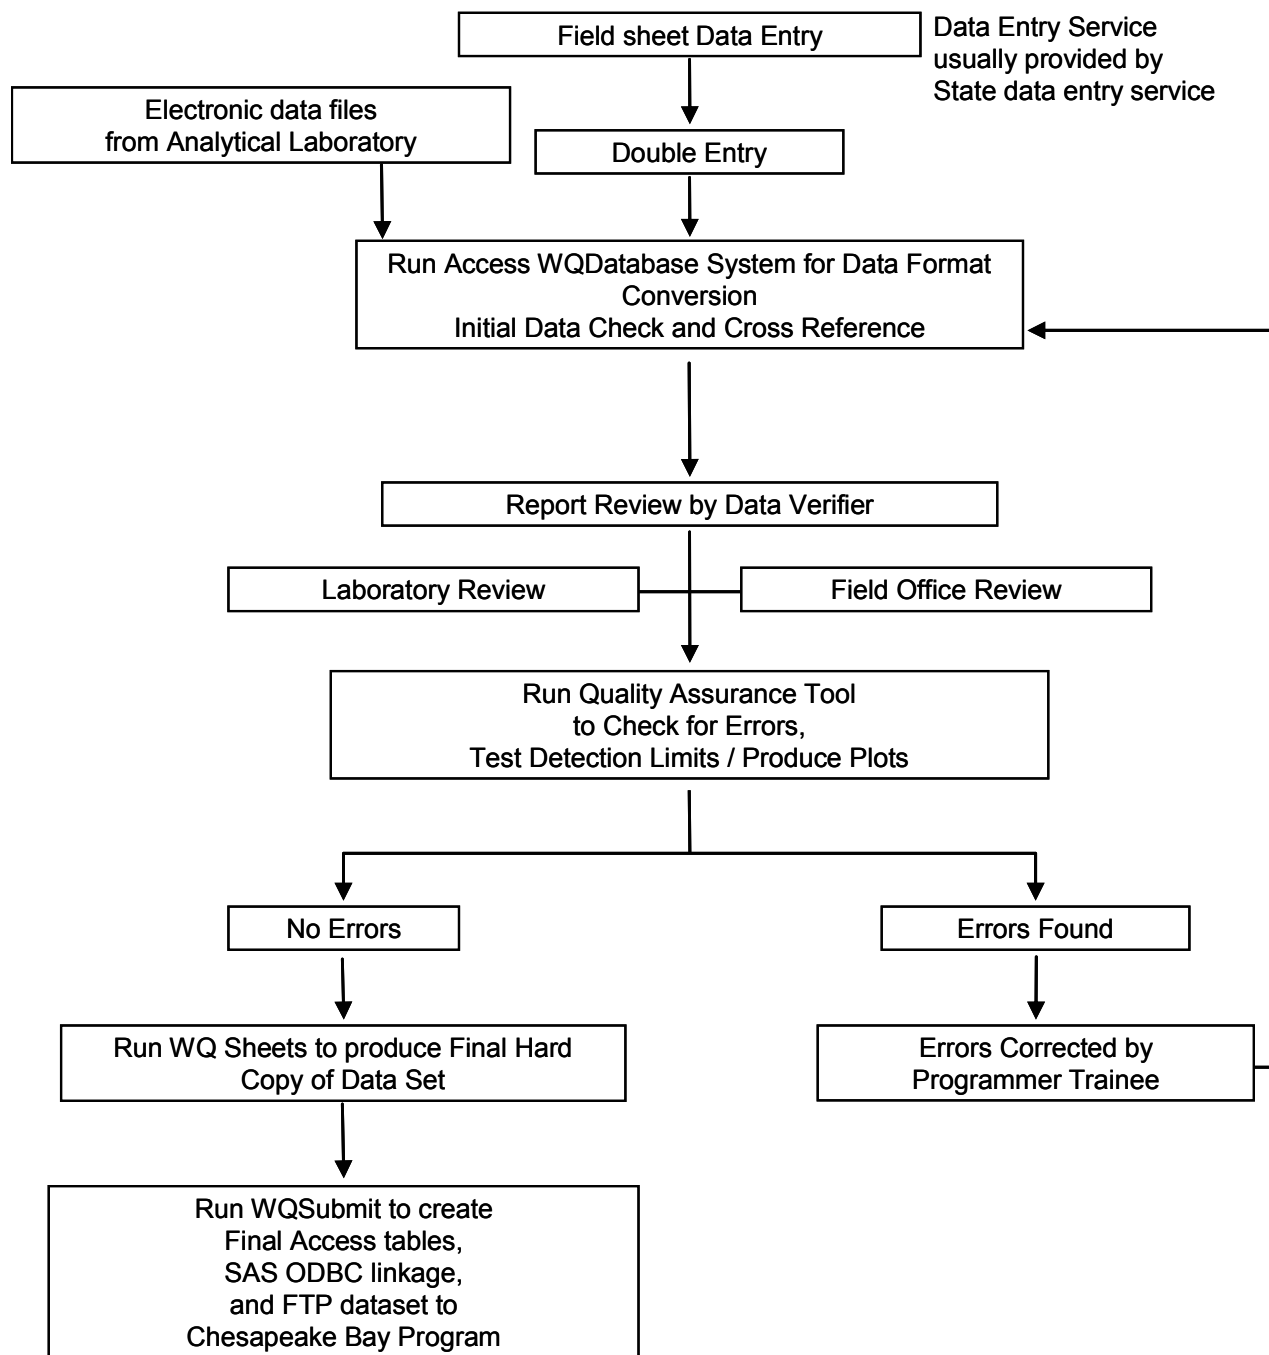 Field sheet Data Entry
Data Entry Service
usually provided by
State data entry service
Electronic data files
from Analytical Laboratory
Double Entry
Run Access WQDatabase System for Data Format
Conversion
Initial Data Check and Cross Reference
Report Review by Data Verifier
Laboratory Review
Field Office Review
Run Quality Assurance Tool
to Check for Errors,
Test Detection Limits / Produce Plots
No Errors
Errors Found
Run WQ Sheets to produce Final Hard
Copy of Data Set
Errors Corrected by
Programmer Trainee
Run WQSubmit to create
Final Access tables,
SAS ODBC linkage,
and FTP dataset to
Chesapeake Bay Program